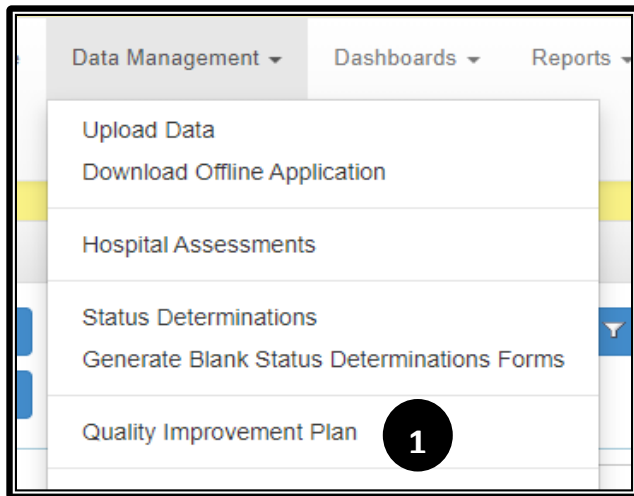 Data Management Dashboards Reports
Upload Data
Download Offline Application
Hospital Assessments
Status Determinations
Generate Blank Status Determinations Forms
Quality Improvement Plan 1